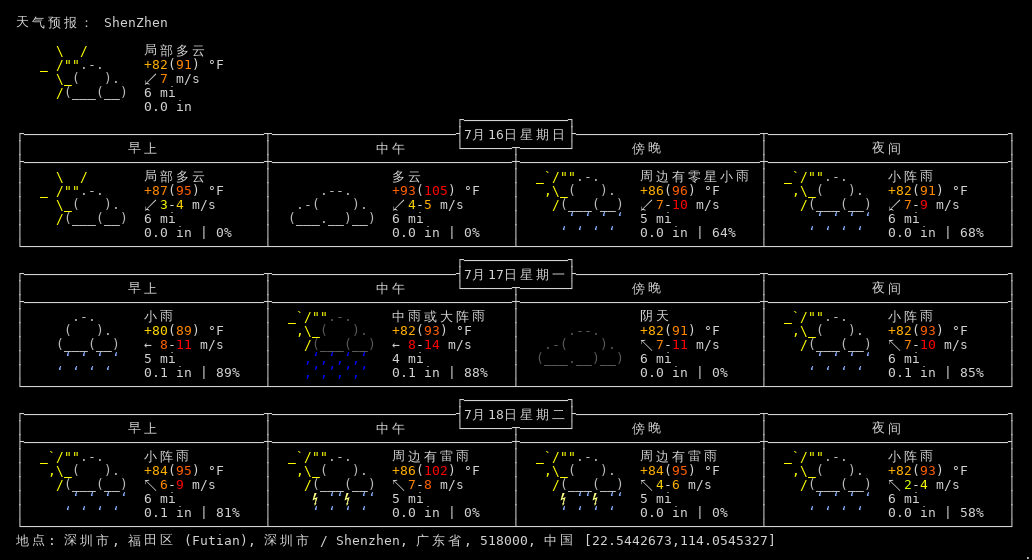 天气预报： ShenZhen
局部多云
+82(91) °F
↙ 7 m/s
6 mi
0.0 in
7月16日星期日
早上 中午 傍晚 夜间
局部多云 多云 周边有零星小雨 小阵雨
+87(95) °F +93(105) °F +86(96) °F +82(91) °F
↙ 3-4 m/s ↙ 4-5 m/s ↙ 7-10 m/s ↙ 7-9 m/s
6 mi 6 mi 5 mi 6 mi
0.0 in | 0% 0.0 in | 0% 0.0 in | 64% 0.0 in | 68%
7月17日星期一
早上 中午 傍晚 夜间
小雨 中雨或大阵雨 阴天 小阵雨
+80(89) °F +82(93) °F +82(91) °F +82(93) °F
← 8-11 m/s ← 8-14 m/s ↖ 7-11 m/s ↖ 7-10 m/s
5 mi 4 mi 6 mi 6 mi
0.1 in | 89% 0.1 in | 88% 0.0 in | 0% 0.1 in | 85%
7月18日星期二
早上 中午 傍晚 夜间
小阵雨 周边有雷雨 周边有雷雨 小阵雨
+84(95) °F +86(102) °F +84(95) °F +82(93) °F
↖ 6-9 m/s ↖ 7-8 m/s ↖ 4-6 m/s ↖ 2-4 m/s
6 mi 5 mi 5 mi 6 mi
0.1 in | 81% 0.0 in | 0% 0.0 in | 0% 0.0 in | 58%
地点: 深圳市, 福田区 (Futian), 深圳市 / Shenzhen, 广东省, 518000, 中国 [22.5442673,114.0545327]